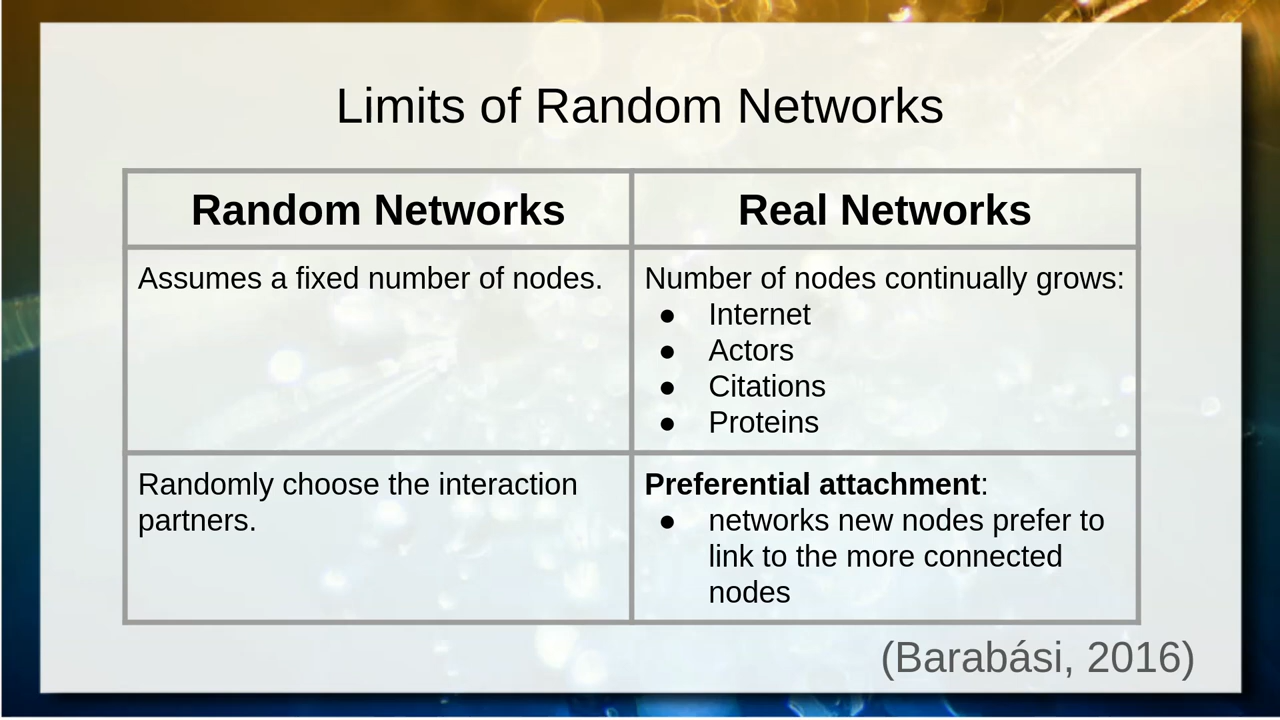 Limits of Random Networks
Random Networks
Real Networks
Assumes a fixed number of nodes.
Number of nodes continually grows:
● Internet
● Actors
● Citations
● Proteins
Randomly choose the interaction
partners.
Preferential attachment:
● networks new nodes prefer to
link to the more connected
nodes
(Barabási, 2016)